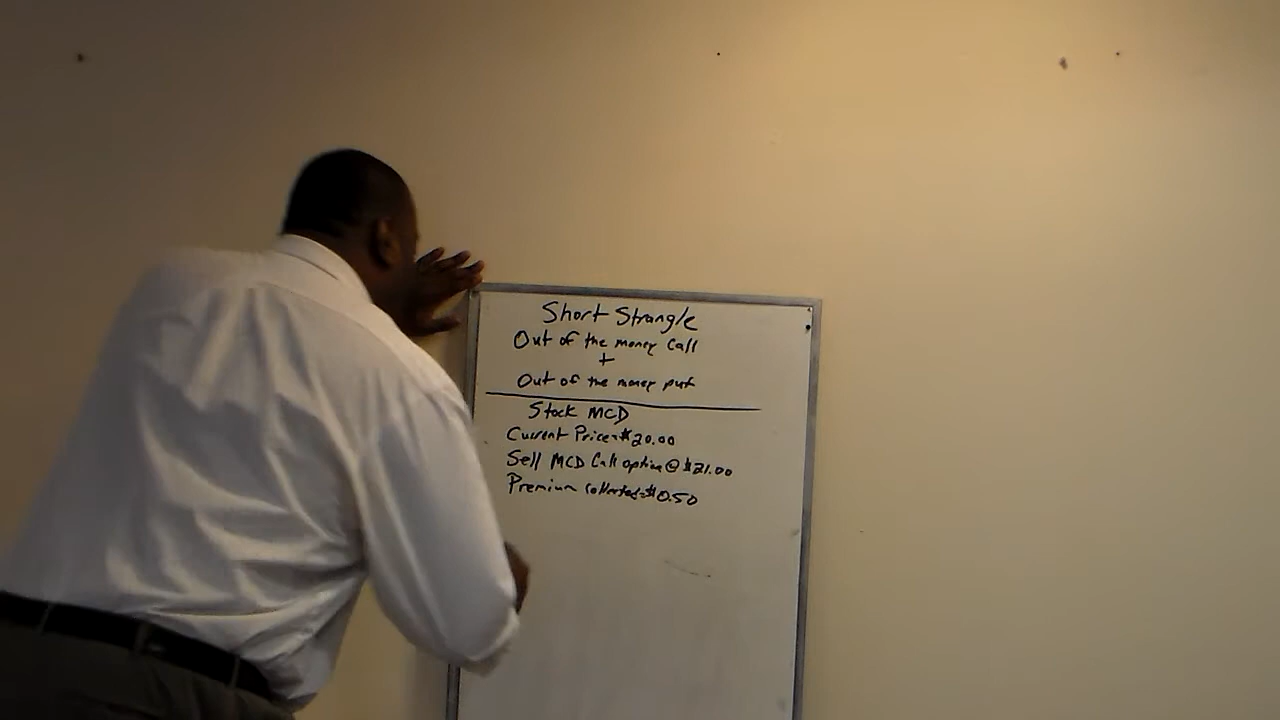 Short Strangle
Out of the money Call
+
Out of the money put
Stock MCD
Current Price=$20.00
Sell MCD Call option @ $21.00
Premium collected=$0.50